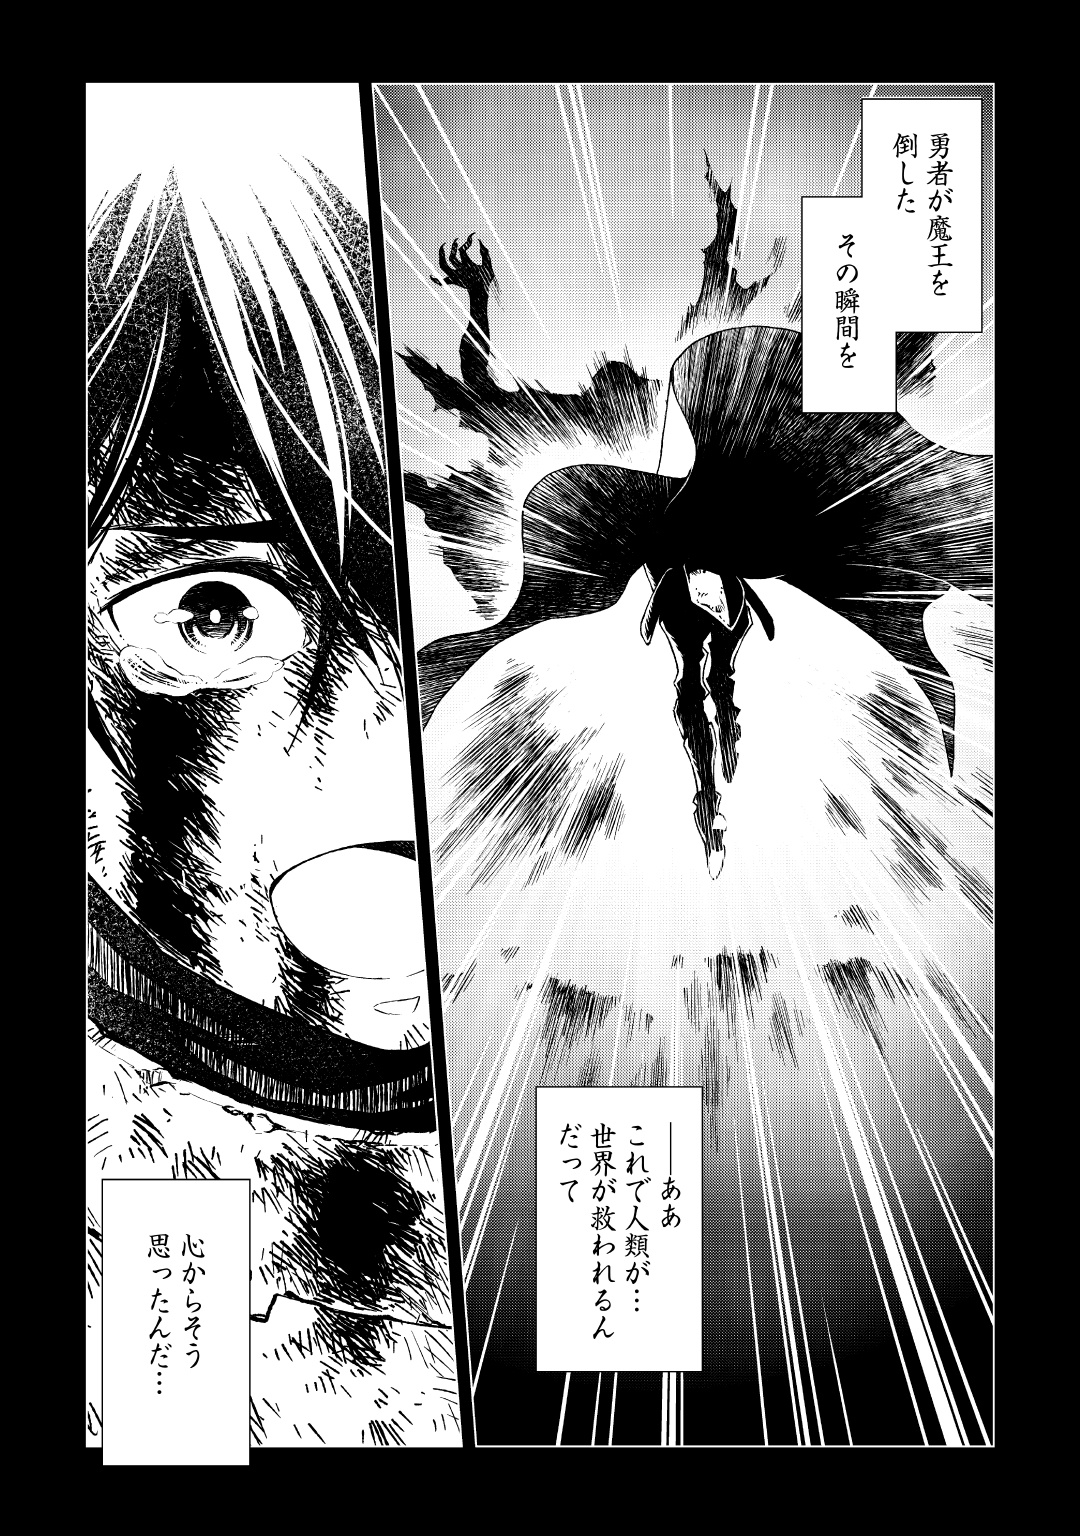 勇者が魔王を
倒した
その瞬間を
――ああ
これで人類が…
世界が救われるん
だって
心からそう
思ったんだ…